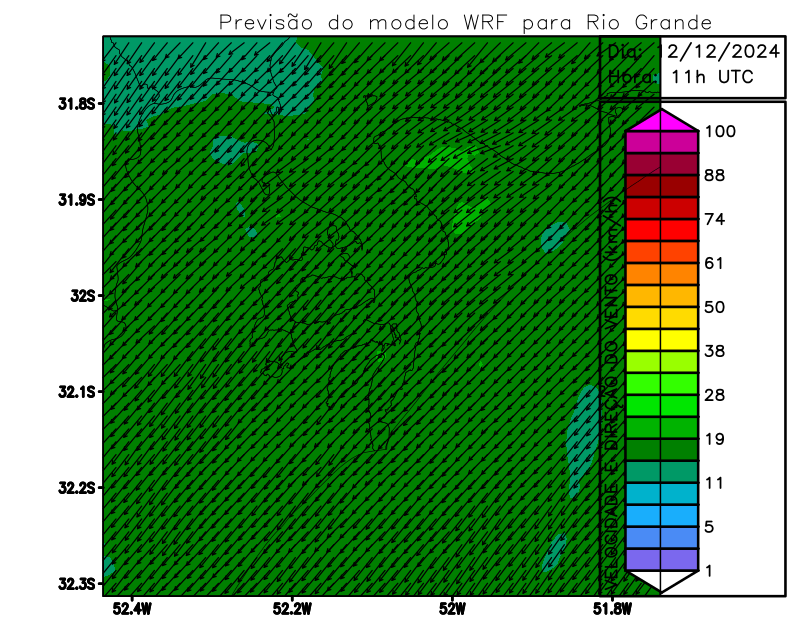 Previsão do modelo WRF para Rio Grande
Dia: 12/12/2024
Hora: 11h UTC
31.8S
31.9S
32S
32.1S
32.2S
32.3S
52.4W
52.2W
52W
51.8W
VELOCIDADE E DIREÇÃO DO VENTO (km/h)
100
88
74
61
50
38
28
19
11
5
1